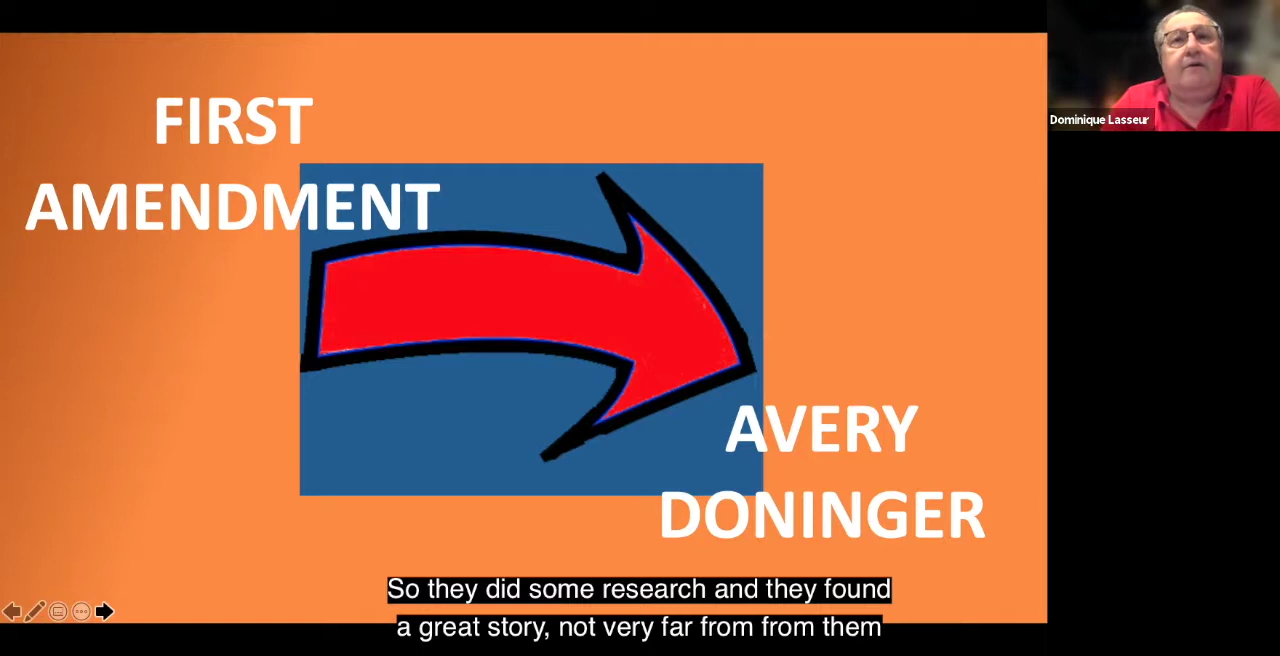 FIRST
AMENDMENT
Dominique Lasseur
AVERY
DONINGER
So they did some research and they found
a great story, not very far from from them